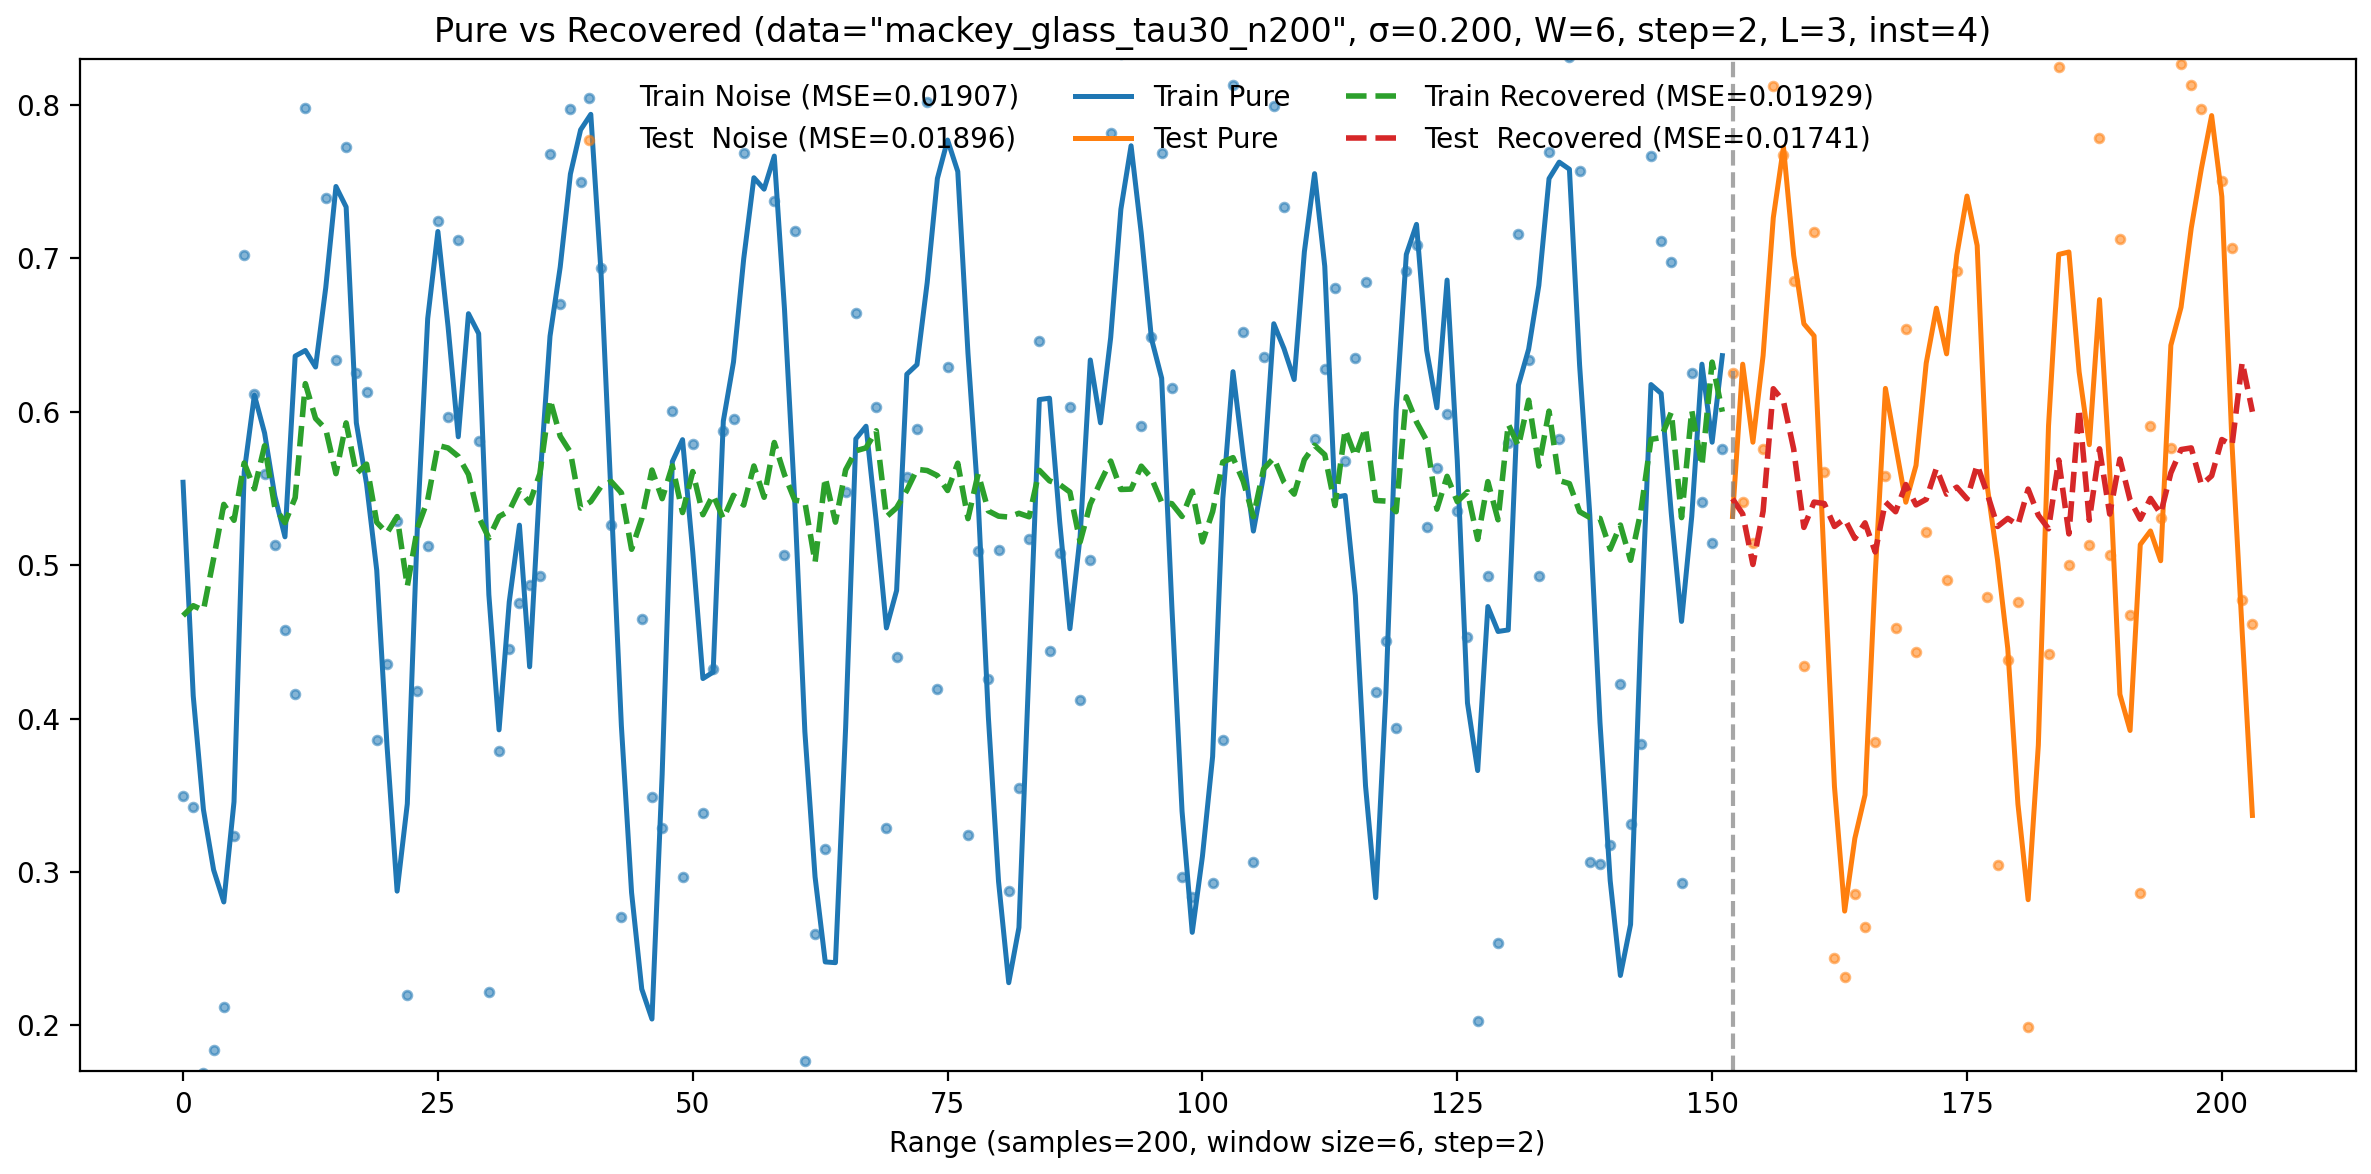 Pure vs Recovered (data="mackey_glass_tau30_n200", σ=0.200, W=6, step=2, L=3, inst=4)
Train Noise (MSE=0.01907) Train Pure Train Recovered (MSE=0.01929)
Test  Noise (MSE=0.01896) Test Pure Test  Recovered (MSE=0.01741)
0.8
0.7
0.6
0.5
0.4
0.3
0.2
0 25 50 75 100 125 150 175 200
Range (samples=200, window size=6, step=2)